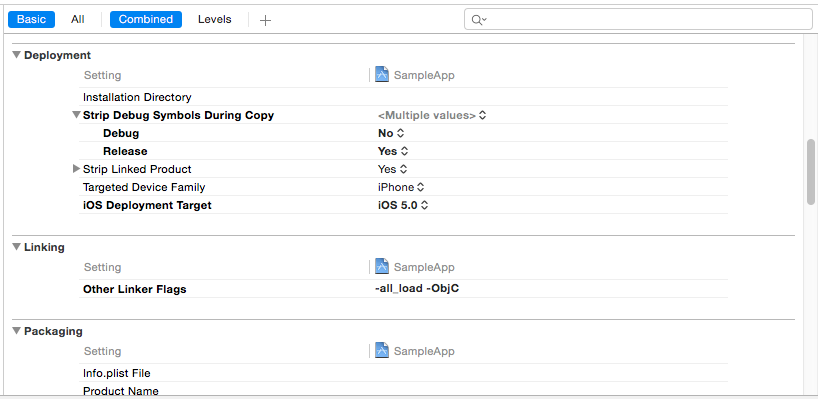 Basic All Combined Levels
Deployment
Setting SampleApp
Installation Directory
Strip Debug Symbols During Copy <Multiple values>
Debug No
Release Yes
Strip Linked Product Yes
Targeted Device Family iPhone
iOS Deployment Target iOS 5.0
Linking
Setting SampleApp
Other Linker Flags -all_load -ObjC
Packaging
Setting SampleApp
Info.plist File
Product Name